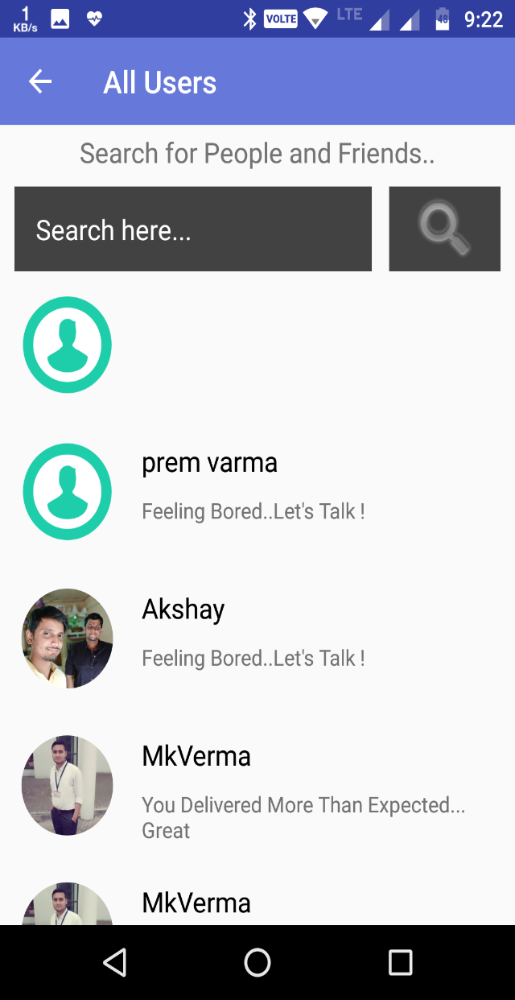 1
KB/s
VOLTE
LTE
48
9:22
All Users
Search for People and Friends..
Search here...
prem varma
Feeling Bored..Let's Talk !
Akshay
Feeling Bored..Let's Talk !
MkVerma
You Delivered More Than Expected...
Great
MkVerma